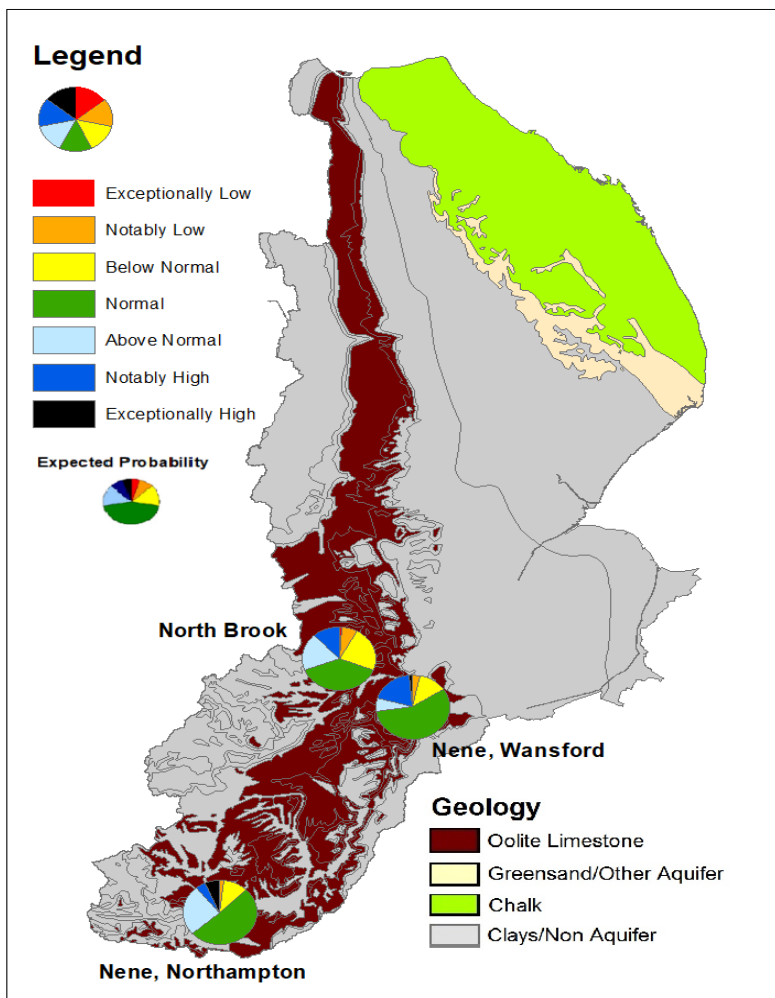 Legend
Exceptionally Low
Notably Low
Below Normal
Normal
Above Normal
Notably High
Exceptionally High
Expected Probability
North Brook
Nene, Wansford
Nene, Northampton
Geology
Oolite Limestone
Greensand/Other Aquifer
Chalk
Clays/Non Aquifer